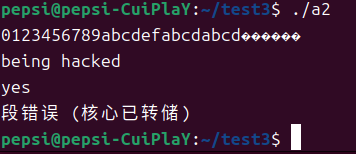 pepsi@pepsi-CuiPlaY:~/test3$ ./a2
0123456789abcdefabcdabcd������
being hacked
yes
段错误 (核心已转储)
pepsi@pepsi-CuiPlaY:~/test3$